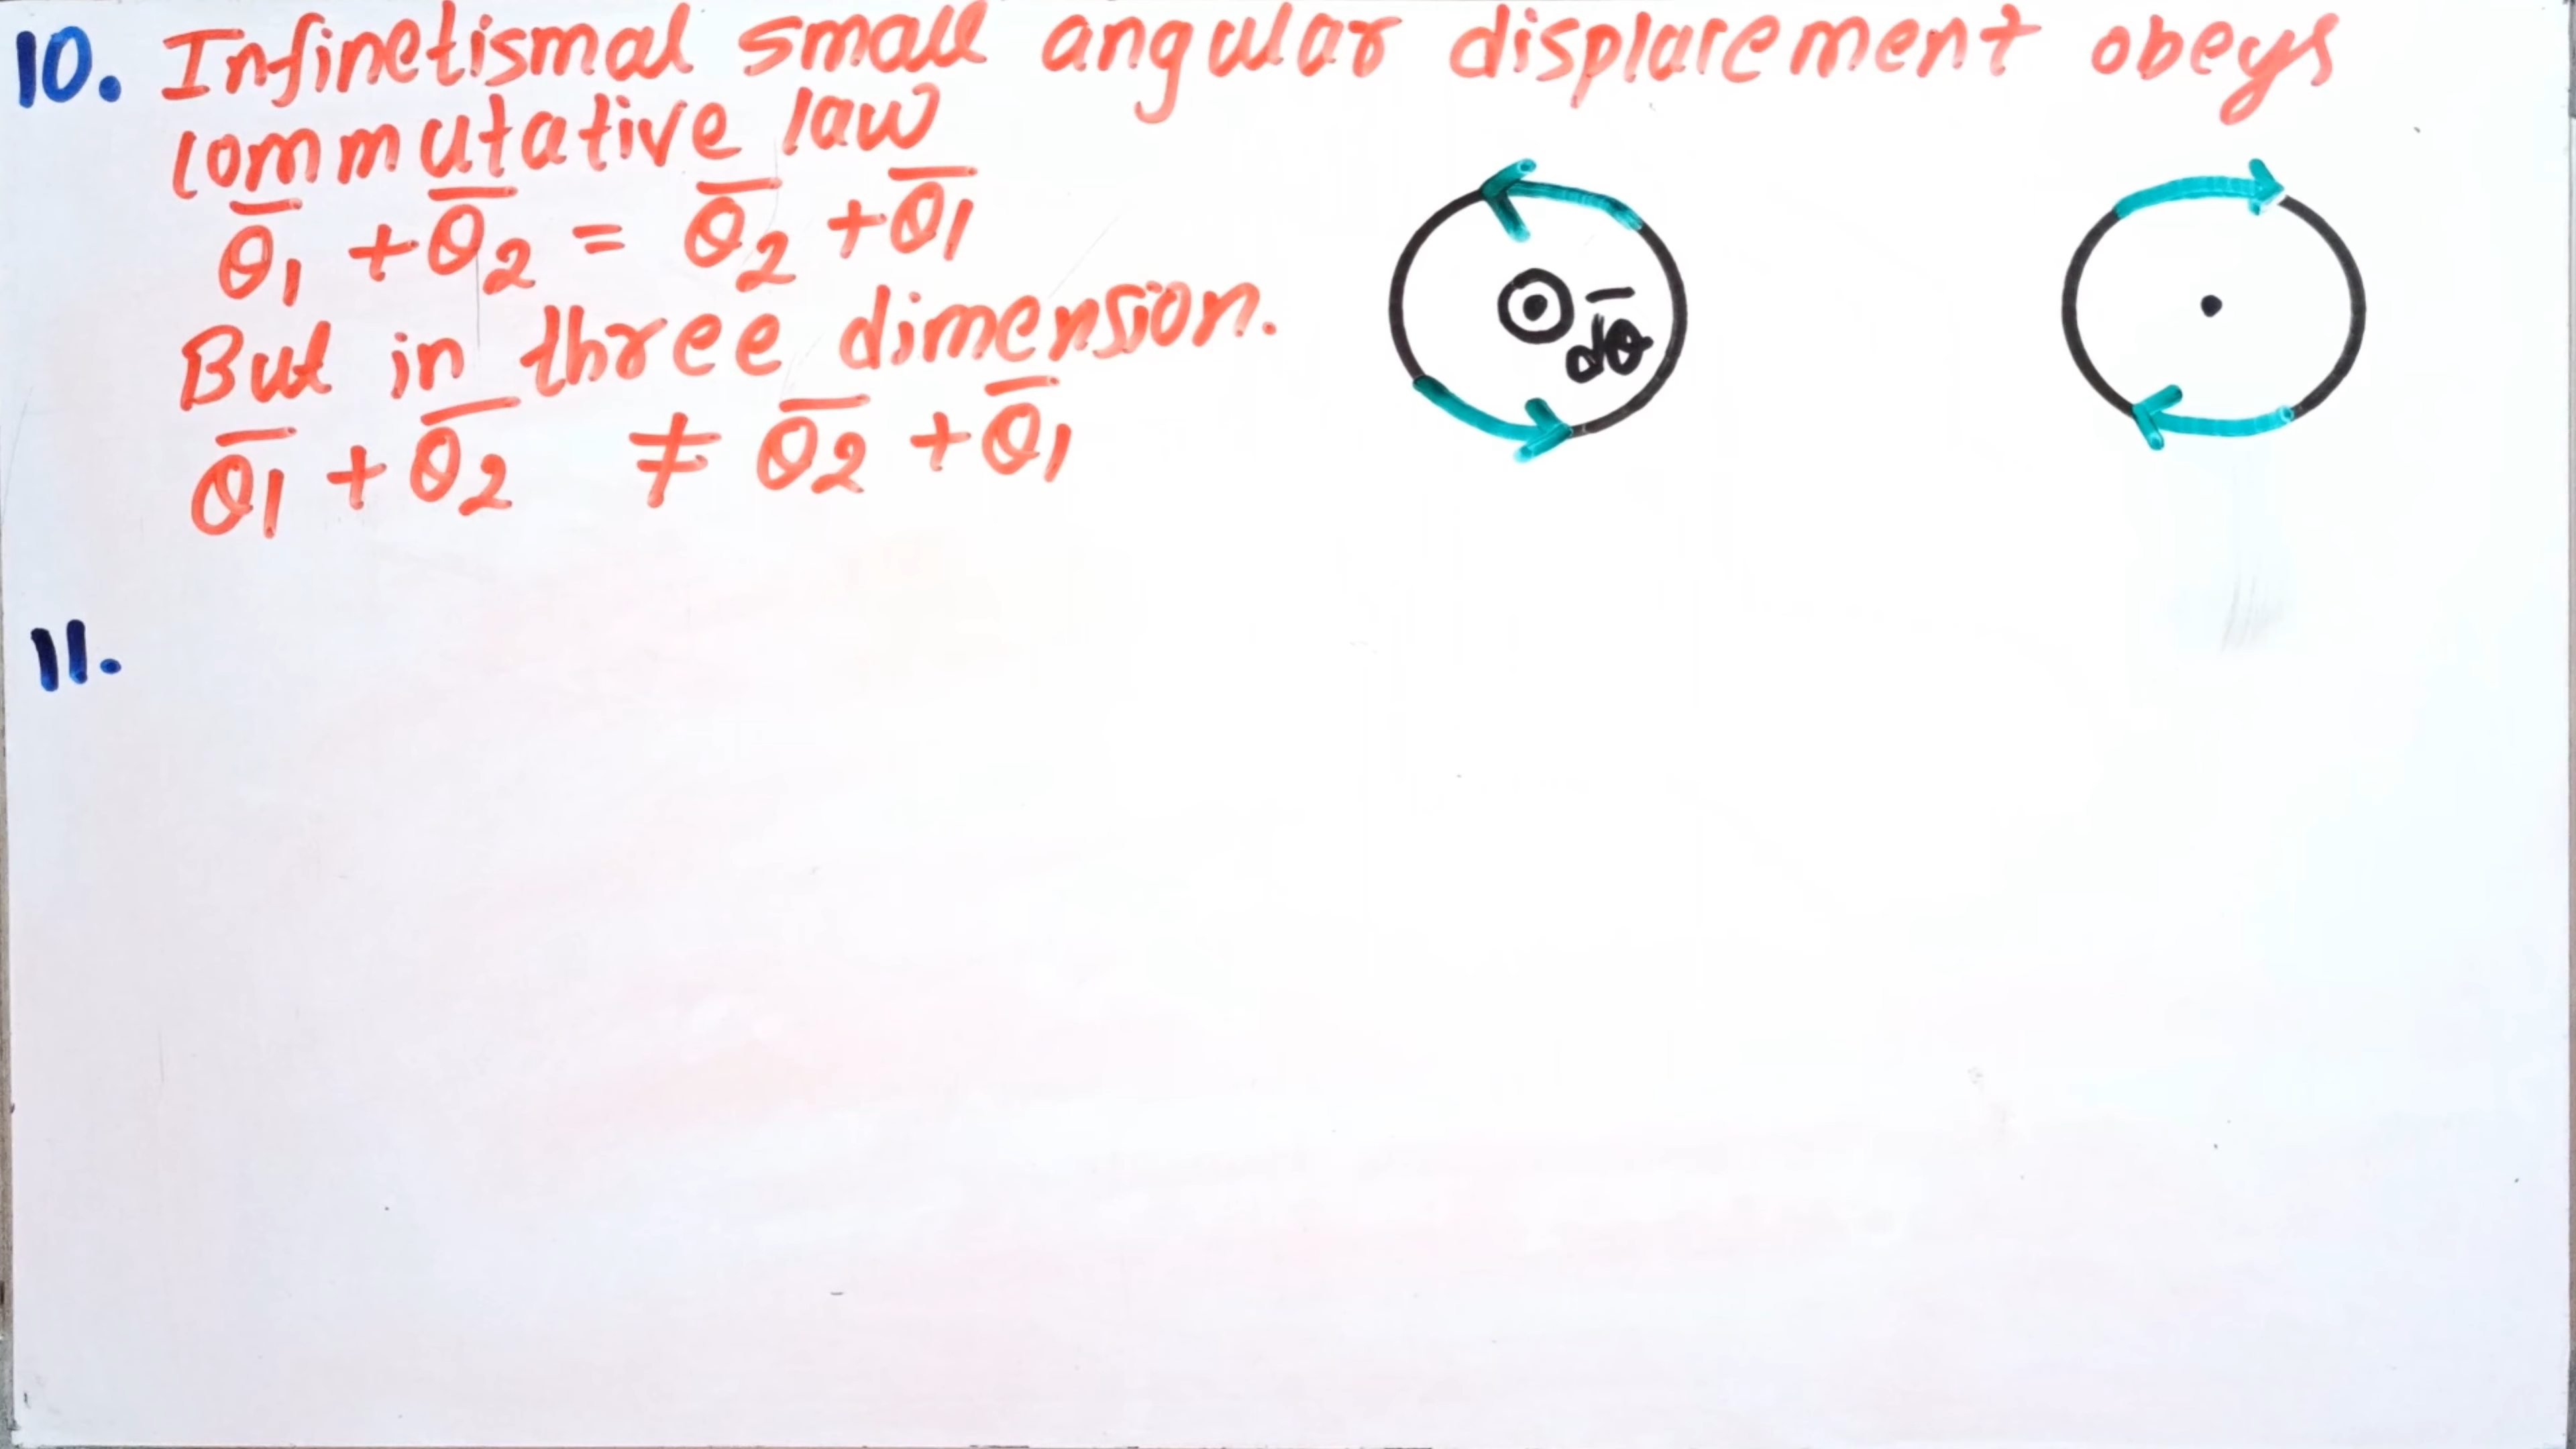 10. Infinetismal small angular displacement obeys
commutative law
θ̅₁ + θ̅₂ = θ̅₂ + θ̅₁
But in three dimension.
θ̅₁ + θ̅₂ ≠ θ̅₂ + θ̅₁
d̅θ̅
11.